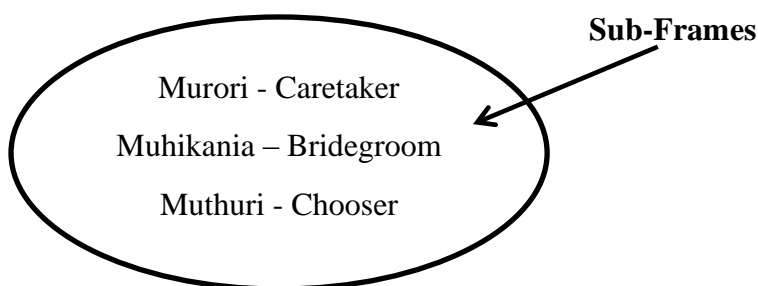 Sub-Frames
Murori - Caretaker
Muhikania – Bridegroom
Muthuri - Chooser